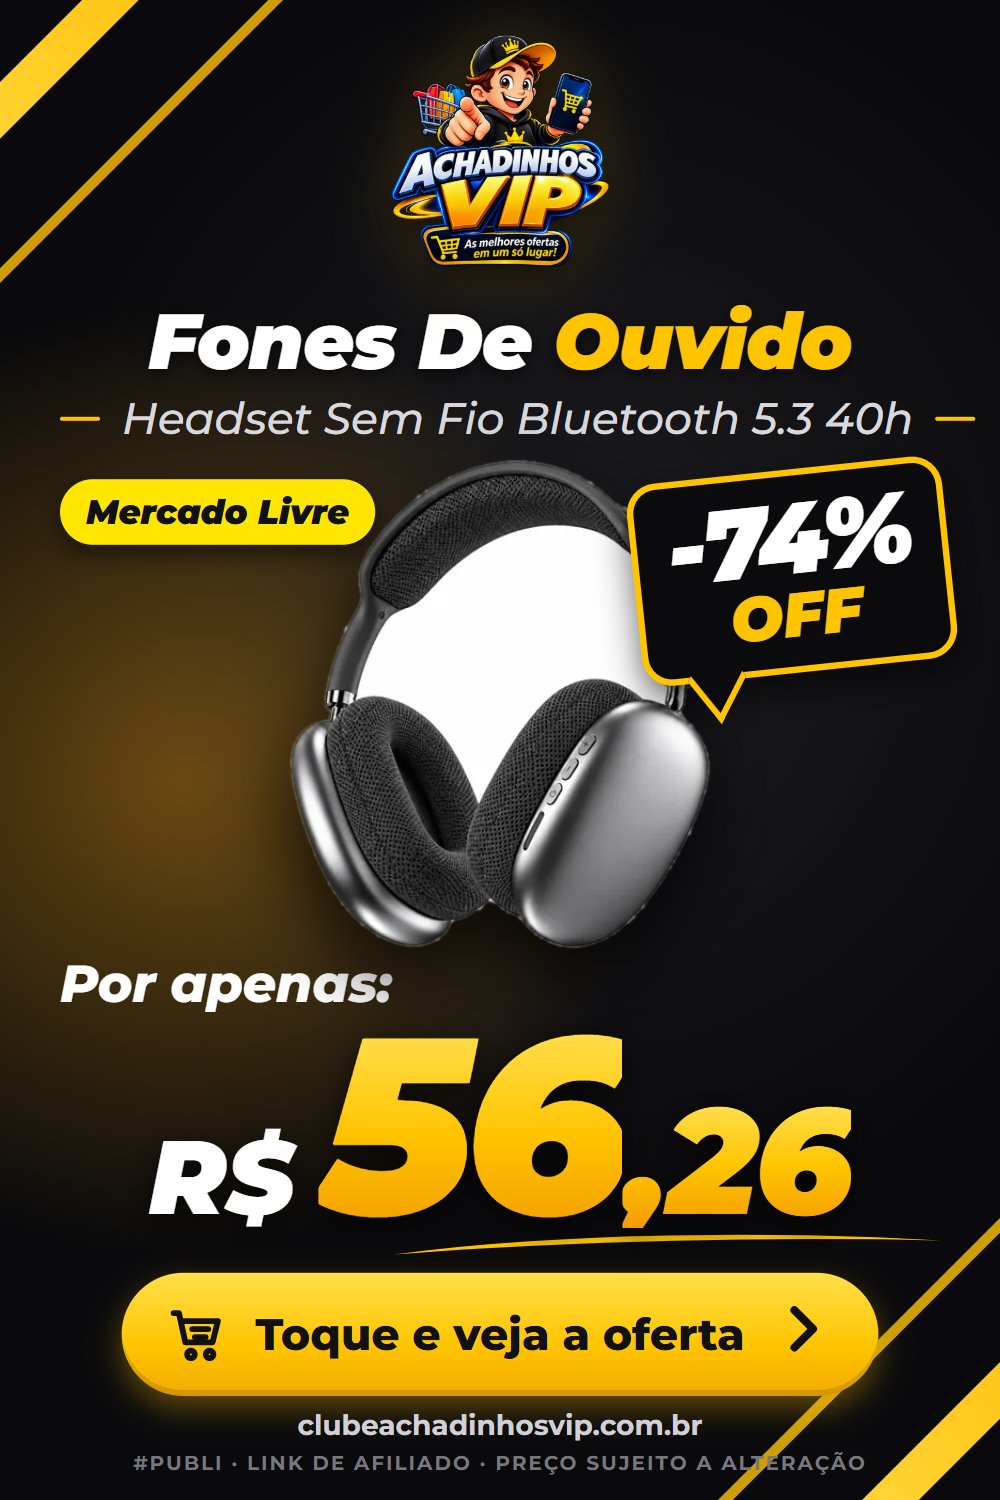 ACHADINHOS
VIP
As melhores ofertas
em um só lugar!
Fones De Ouvido
Headset Sem Fio Bluetooth 5.3 40h
Mercado Livre
-74%
OFF
Por apenas:
R$ 56,26
Toque e veja a oferta
clubeachadinhosvip.com.br
#PUBLI · LINK DE AFILIADO · PREÇO SUJEITO A ALTERAÇÃO